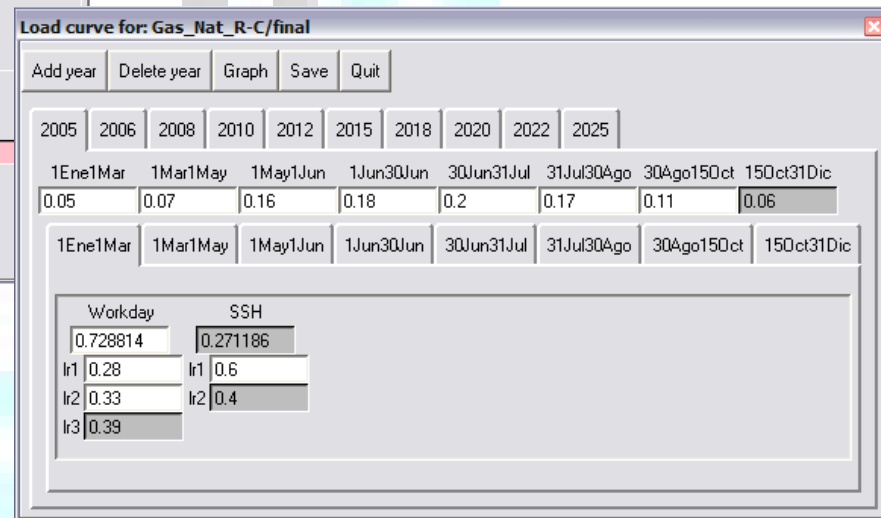 Load curve for: Gas_Nat_R-C/final
Add year Delete year Graph Save Quit
2005 2006 2008 2010 2012 2015 2018 2020 2022 2025
1Ene1Mar 1Mar1May 1May1Jun 1Jun30Jun 30Jun31Jul 31Jul30Ago 30Ago15Oct 15Oct31Dic
0.05 0.07 0.16 0.18 0.2 0.17 0.11 0.06
1Ene1Mar 1Mar1May 1May1Jun 1Jun30Jun 30Jun31Jul 31Jul30Ago 30Ago15Oct 15Oct31Dic
Workday SSH
0.728814 0.271186
lr1 0.28 lr1 0.6
lr2 0.33 lr2 0.4
lr3 0.39